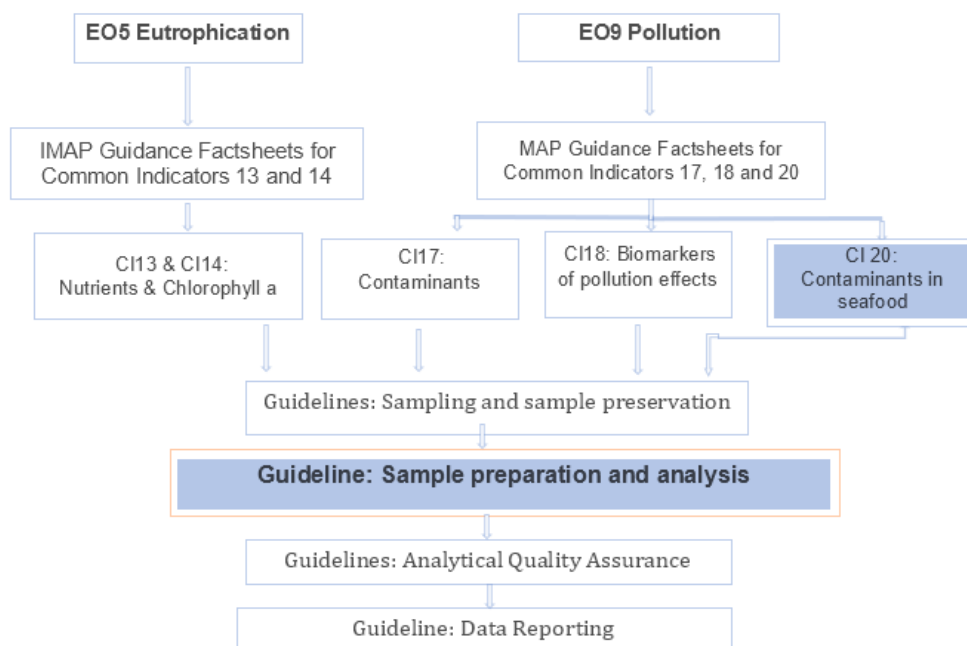 EO5 Eutrophication
EO9 Pollution
IMAP Guidance Factsheets for
Common Indicators 13 and 14
MAP Guidance Factsheets for
Common Indicators 17, 18 and 20
CI13 & CI14:
Nutrients & Chlorophyll a
CI17:
Contaminants
CI18: Biomarkers
of pollution effects
CI 20:
Contaminants in
seafood
Guidelines: Sampling and sample preservation
Guideline: Sample preparation and analysis
Guidelines: Analytical Quality Assurance
Guideline: Data Reporting